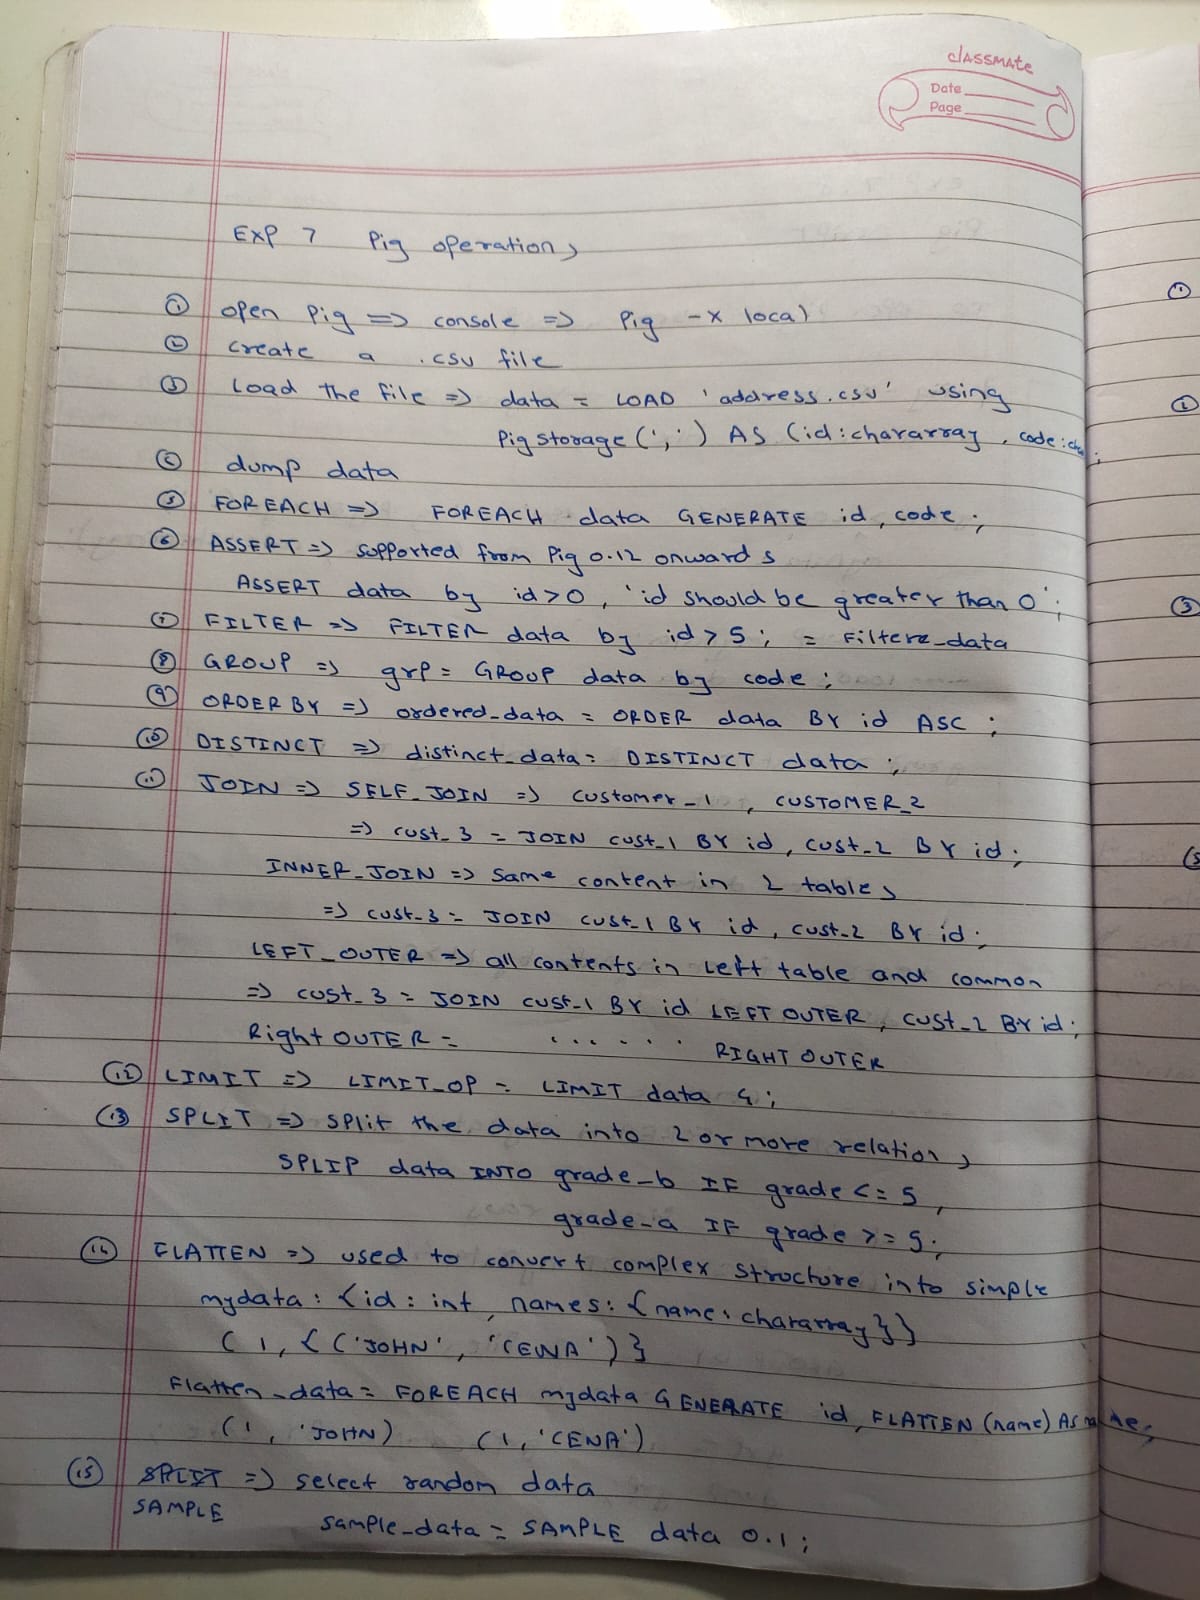 classmate
Date
Page
EXP 7 Pig operations
① open Pig => console => Pig -x local
② create a .csv file
③ Load the file => data = LOAD 'address.csv' using
PigStorage(',') AS (id:chararray, code:cha
④ dump data
⑤ FOREACH => FOREACH data GENERATE id, code;
⑥ ASSERT => supported from Pig 0.12 onwards
ASSERT data by id>0, 'id should be greater than 0';
⑦ FILTER => FILTER data by id > 5; = Filtere_data
⑧ GROUP => grp = GROUP data by code;
⑨ ORDER BY => ordered_data = ORDER data BY id ASC;
⑩ DISTINCT => distinct_data = DISTINCT data;
⑪ JOIN => SELF_JOIN => customer_1, CUSTOMER_2
=> cust_3 = JOIN cust_1 BY id, cust_2 BY id;
INNER_JOIN => same content in 2 tables
=> cust_3 = JOIN cust_1 BY id, cust_2 BY id;
LEFT_OUTER => all contents in left table and common
=> cust_3 = JOIN cust_1 BY id LEFT OUTER, cust_2 BY id;
Right OUTER = ...... RIGHT OUTER
⑫ LIMIT => LIMIT_OP = LIMIT data 4;
⑬ SPLIT => split the data into 2 or more relations
SPLIP data INTO grade_b IF grade <= 5,
grade_a IF grade >= 5;
⑭ FLATTEN => used to convert complex structure into simple
mydata: {id: int, names: {name: chararray}}
(1, {('JOHN', 'CENA')}
Flatten_data = FOREACH mydata GENERATE id, FLATTEN (name) AS name;
(1, 'JOHN) (1, 'CENA')
⑮ SPLIT => select random data
SAMPLE
sample_data = SAMPLE data 0.1;
①
②
③